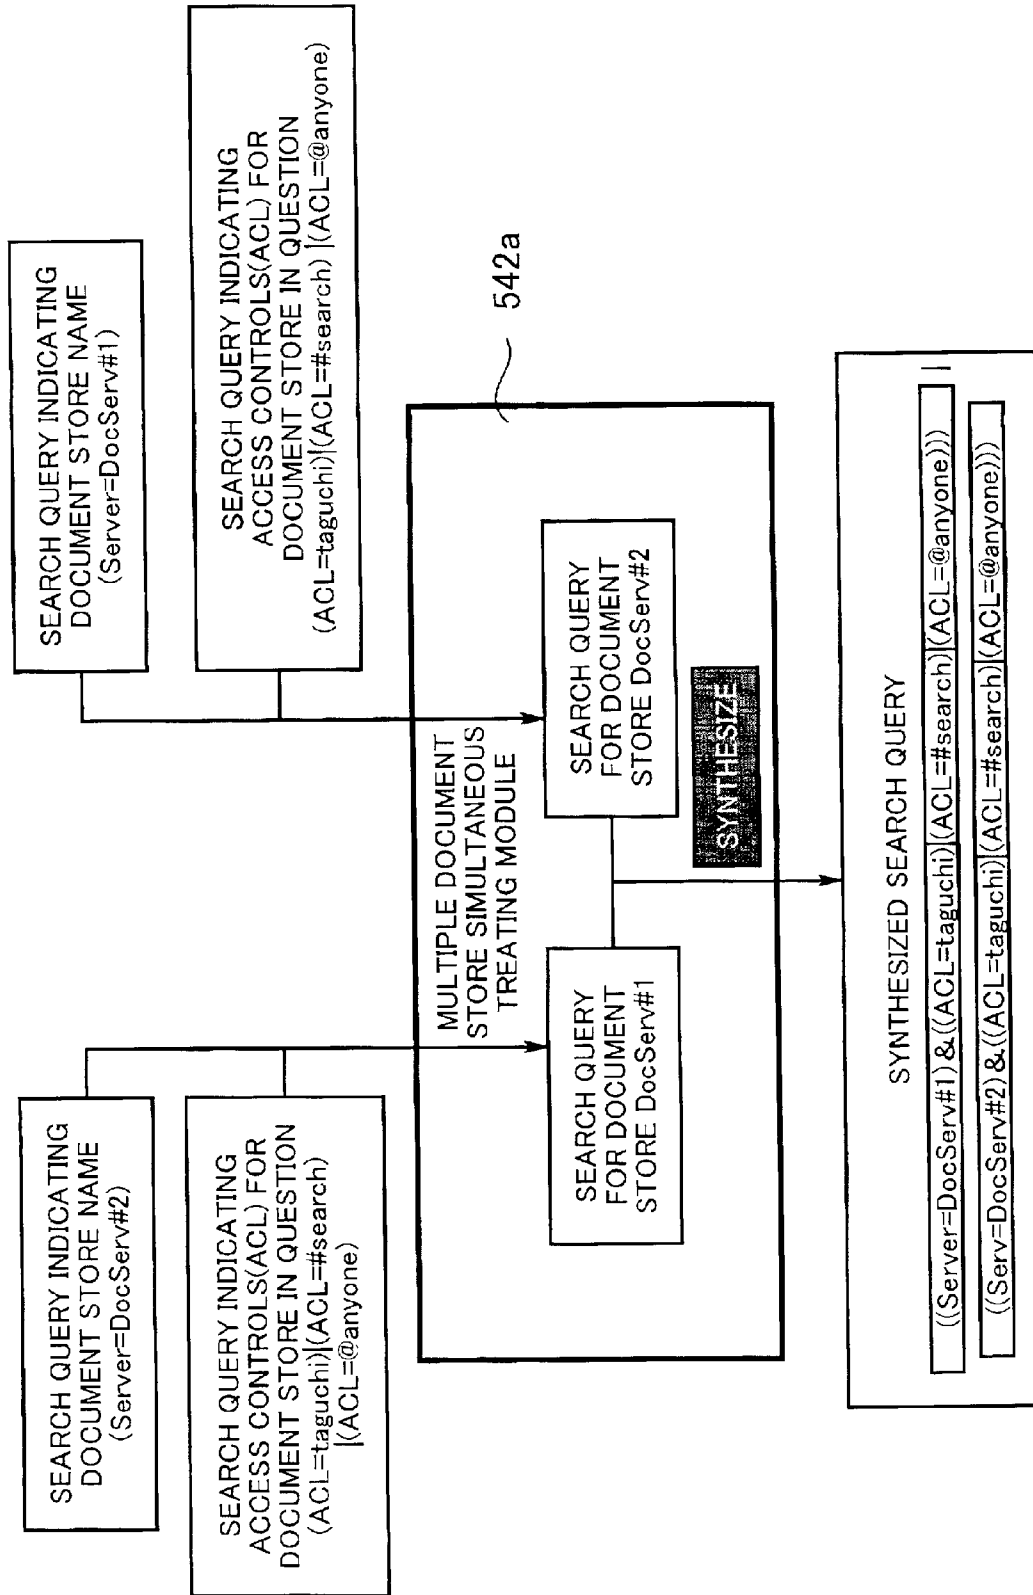 SEARCH QUERY INDICATING
DOCUMENT STORE NAME
(Server=DocServ#2)
SEARCH QUERY INDICATING
ACCESS CONTROLS(ACL) FOR
DOCUMENT STORE IN QUESTION
(ACL=taguchi)|(ACL=#search)
|(ACL=@anyone)
SEARCH QUERY INDICATING
DOCUMENT STORE NAME
(Server=DocServ#1)
SEARCH QUERY INDICATING
ACCESS CONTROLS(ACL) FOR
DOCUMENT STORE IN QUESTION
(ACL=taguchi)|(ACL=#search) |(ACL=@anyone)
542a
MULTIPLE DOCUMENT
STORE SIMULTANEOUS
TREATING MODULE
SEARCH QUERY
FOR DOCUMENT
STORE DocServ#1
SEARCH QUERY
FOR DOCUMENT
STORE DocServ#2
SYNTHESIZE
SYNTHESIZED SEARCH QUERY
((Server=DocServ#1)&((ACL=taguchi)|(ACL=#search)|(ACL=@anyone))) |
((Serv=DocServ#2)&((ACL=taguchi)|(ACL=#search)|(ACL=@anyone)))